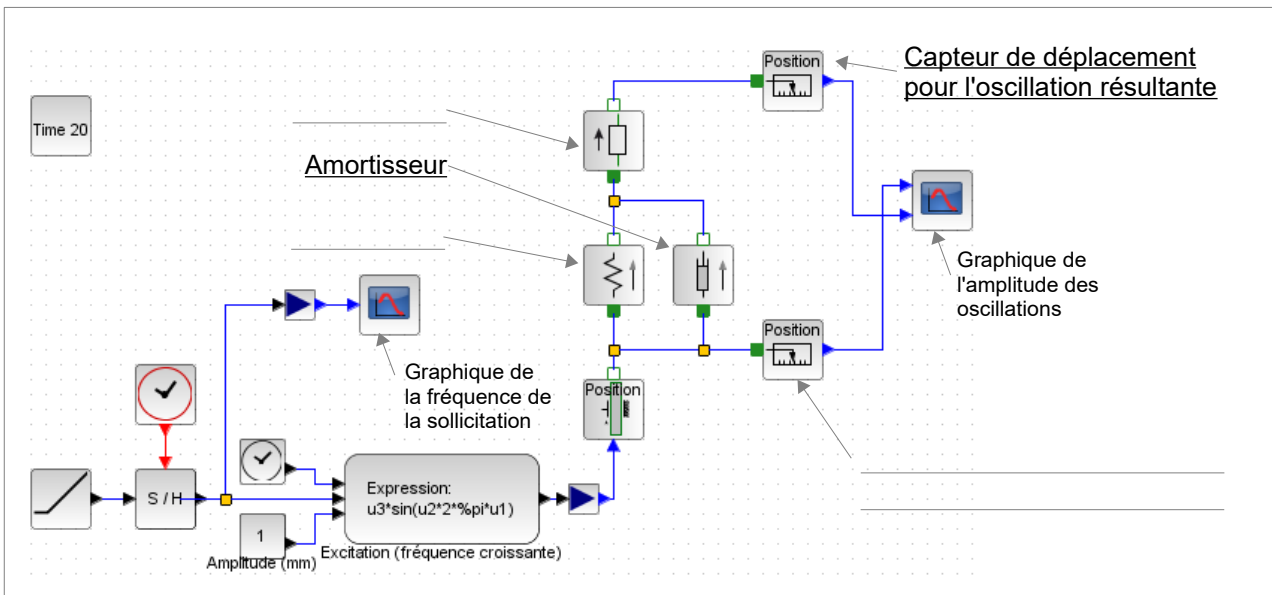 Position
Capteur de déplacement
pour l'oscillation résultante
Time 20
Amortisseur
Graphique de
l'amplitude des
oscillations
Position
Graphique de
la fréquence de
la sollicitation
Position
S / H
Expression:
u3*sin(u2*2*%pi*u1)
1
Amplitude (mm)
Excitation (fréquence croissante)